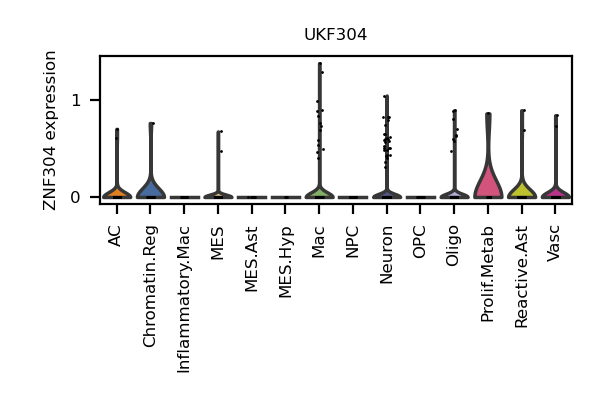 UKF304
ZNF304 expression
1
0
AC
Chromatin.Reg
Inflammatory.Mac
MES
MES.Ast
MES.Hyp
Mac
NPC
Neuron
OPC
Oligo
Prolif.Metab
Reactive.Ast
Vasc